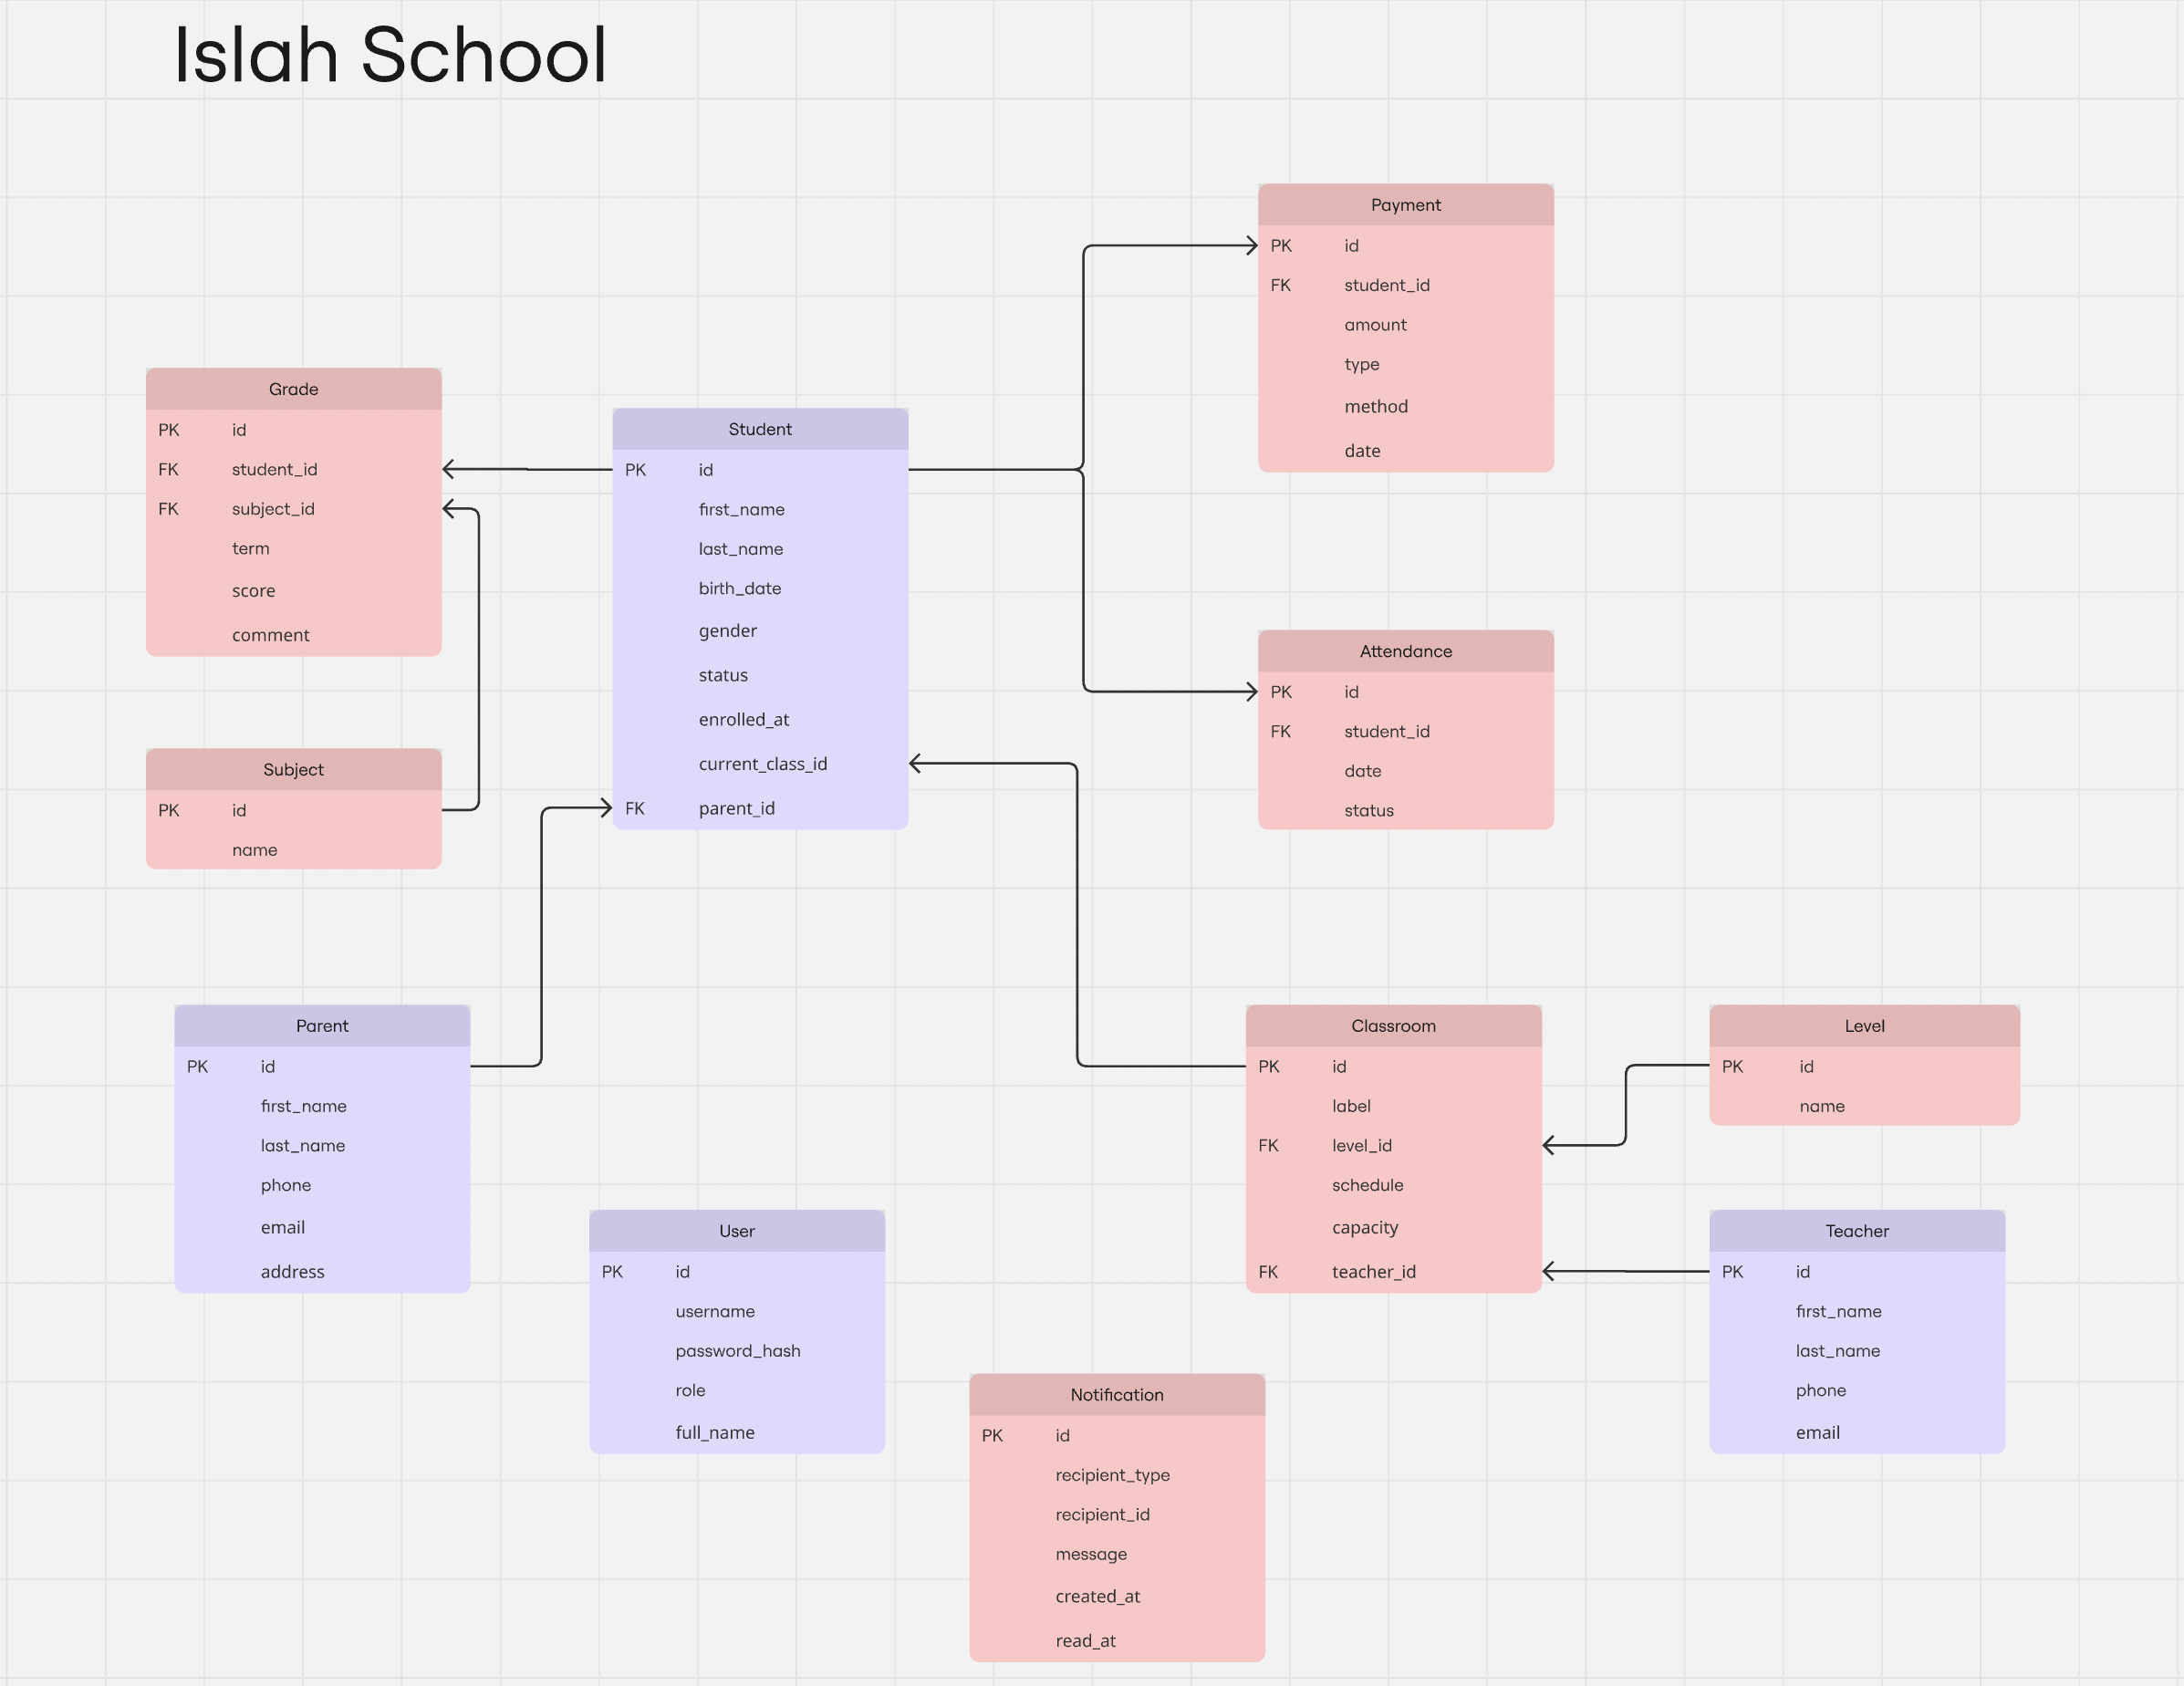 Islah School
Payment
PK id
FK student_id
amount
type
method
date
Grade
PK id
FK student_id
FK subject_id
term
score
comment
Student
PK id
first_name
last_name
birth_date
gender
status
enrolled_at
current_class_id
FK parent_id
Attendance
PK id
FK student_id
date
status
Subject
PK id
name
Parent
PK id
first_name
last_name
phone
email
address
Classroom
PK id
label
FK level_id
schedule
capacity
FK teacher_id
Level
PK id
name
User
PK id
username
password_hash
role
full_name
Teacher
PK id
first_name
last_name
phone
email
Notification
PK id
recipient_type
recipient_id
message
created_at
read_at